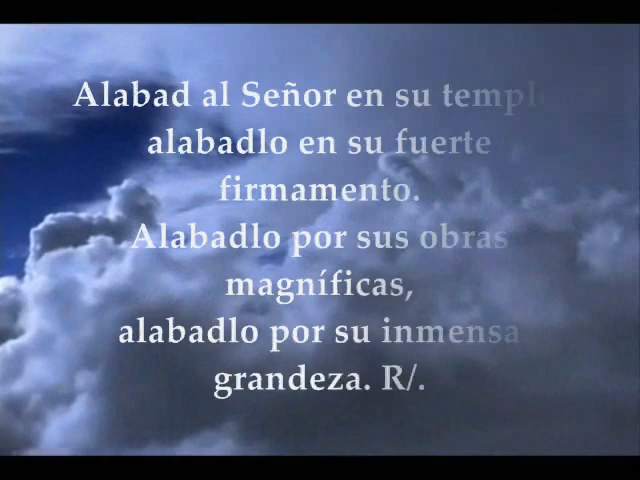 Alabad al Señor en su templo
alabadlo en su fuerte
firmamento.
Alabadlo por sus obras
magníficas,
alabadlo por su inmensa
grandeza. R/.